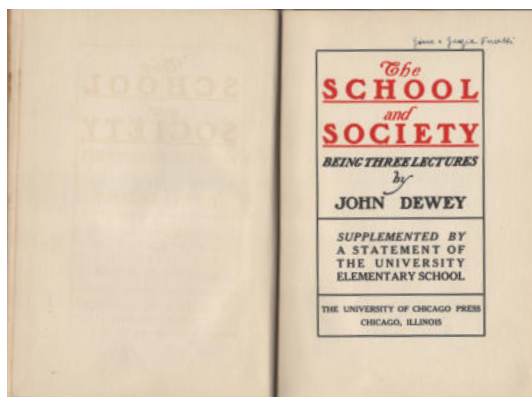 The
SCHOOL
and
SOCIETY
BEING THREE LECTURES
by
JOHN DEWEY
SUPPLEMENTED BY
A STATEMENT OF
THE UNIVERSITY
ELEMENTARY SCHOOL
THE UNIVERSITY OF CHICAGO PRESS
CHICAGO, ILLINOIS